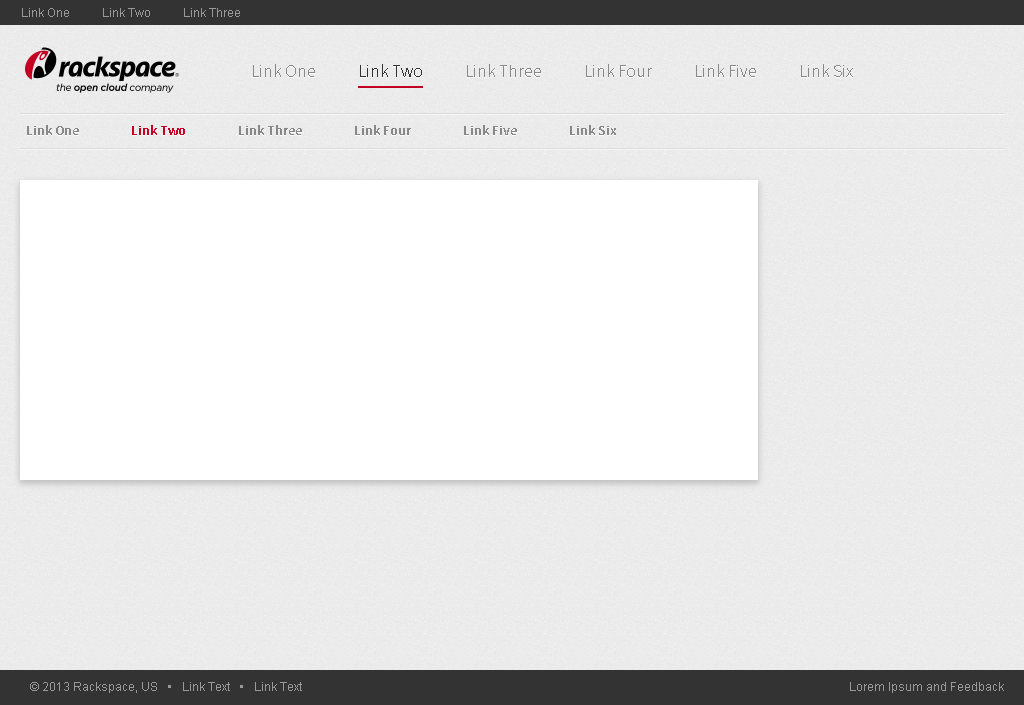 Link One Link Two Link Three
rackspace.
the open cloud company
Link One Link Two Link Three Link Four Link Five Link Six
Link One Link Two Link Three Link Four Link Five Link Six
© 2013 Rackspace, US • Link Text • Link Text Lorem Ipsum and Feedback